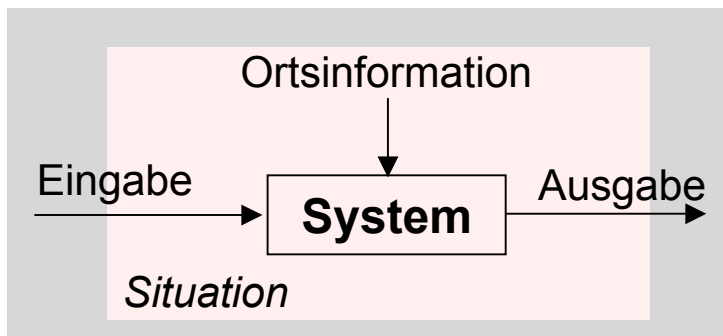 Ortsinformation
Eingabe
System
Ausgabe
Situation